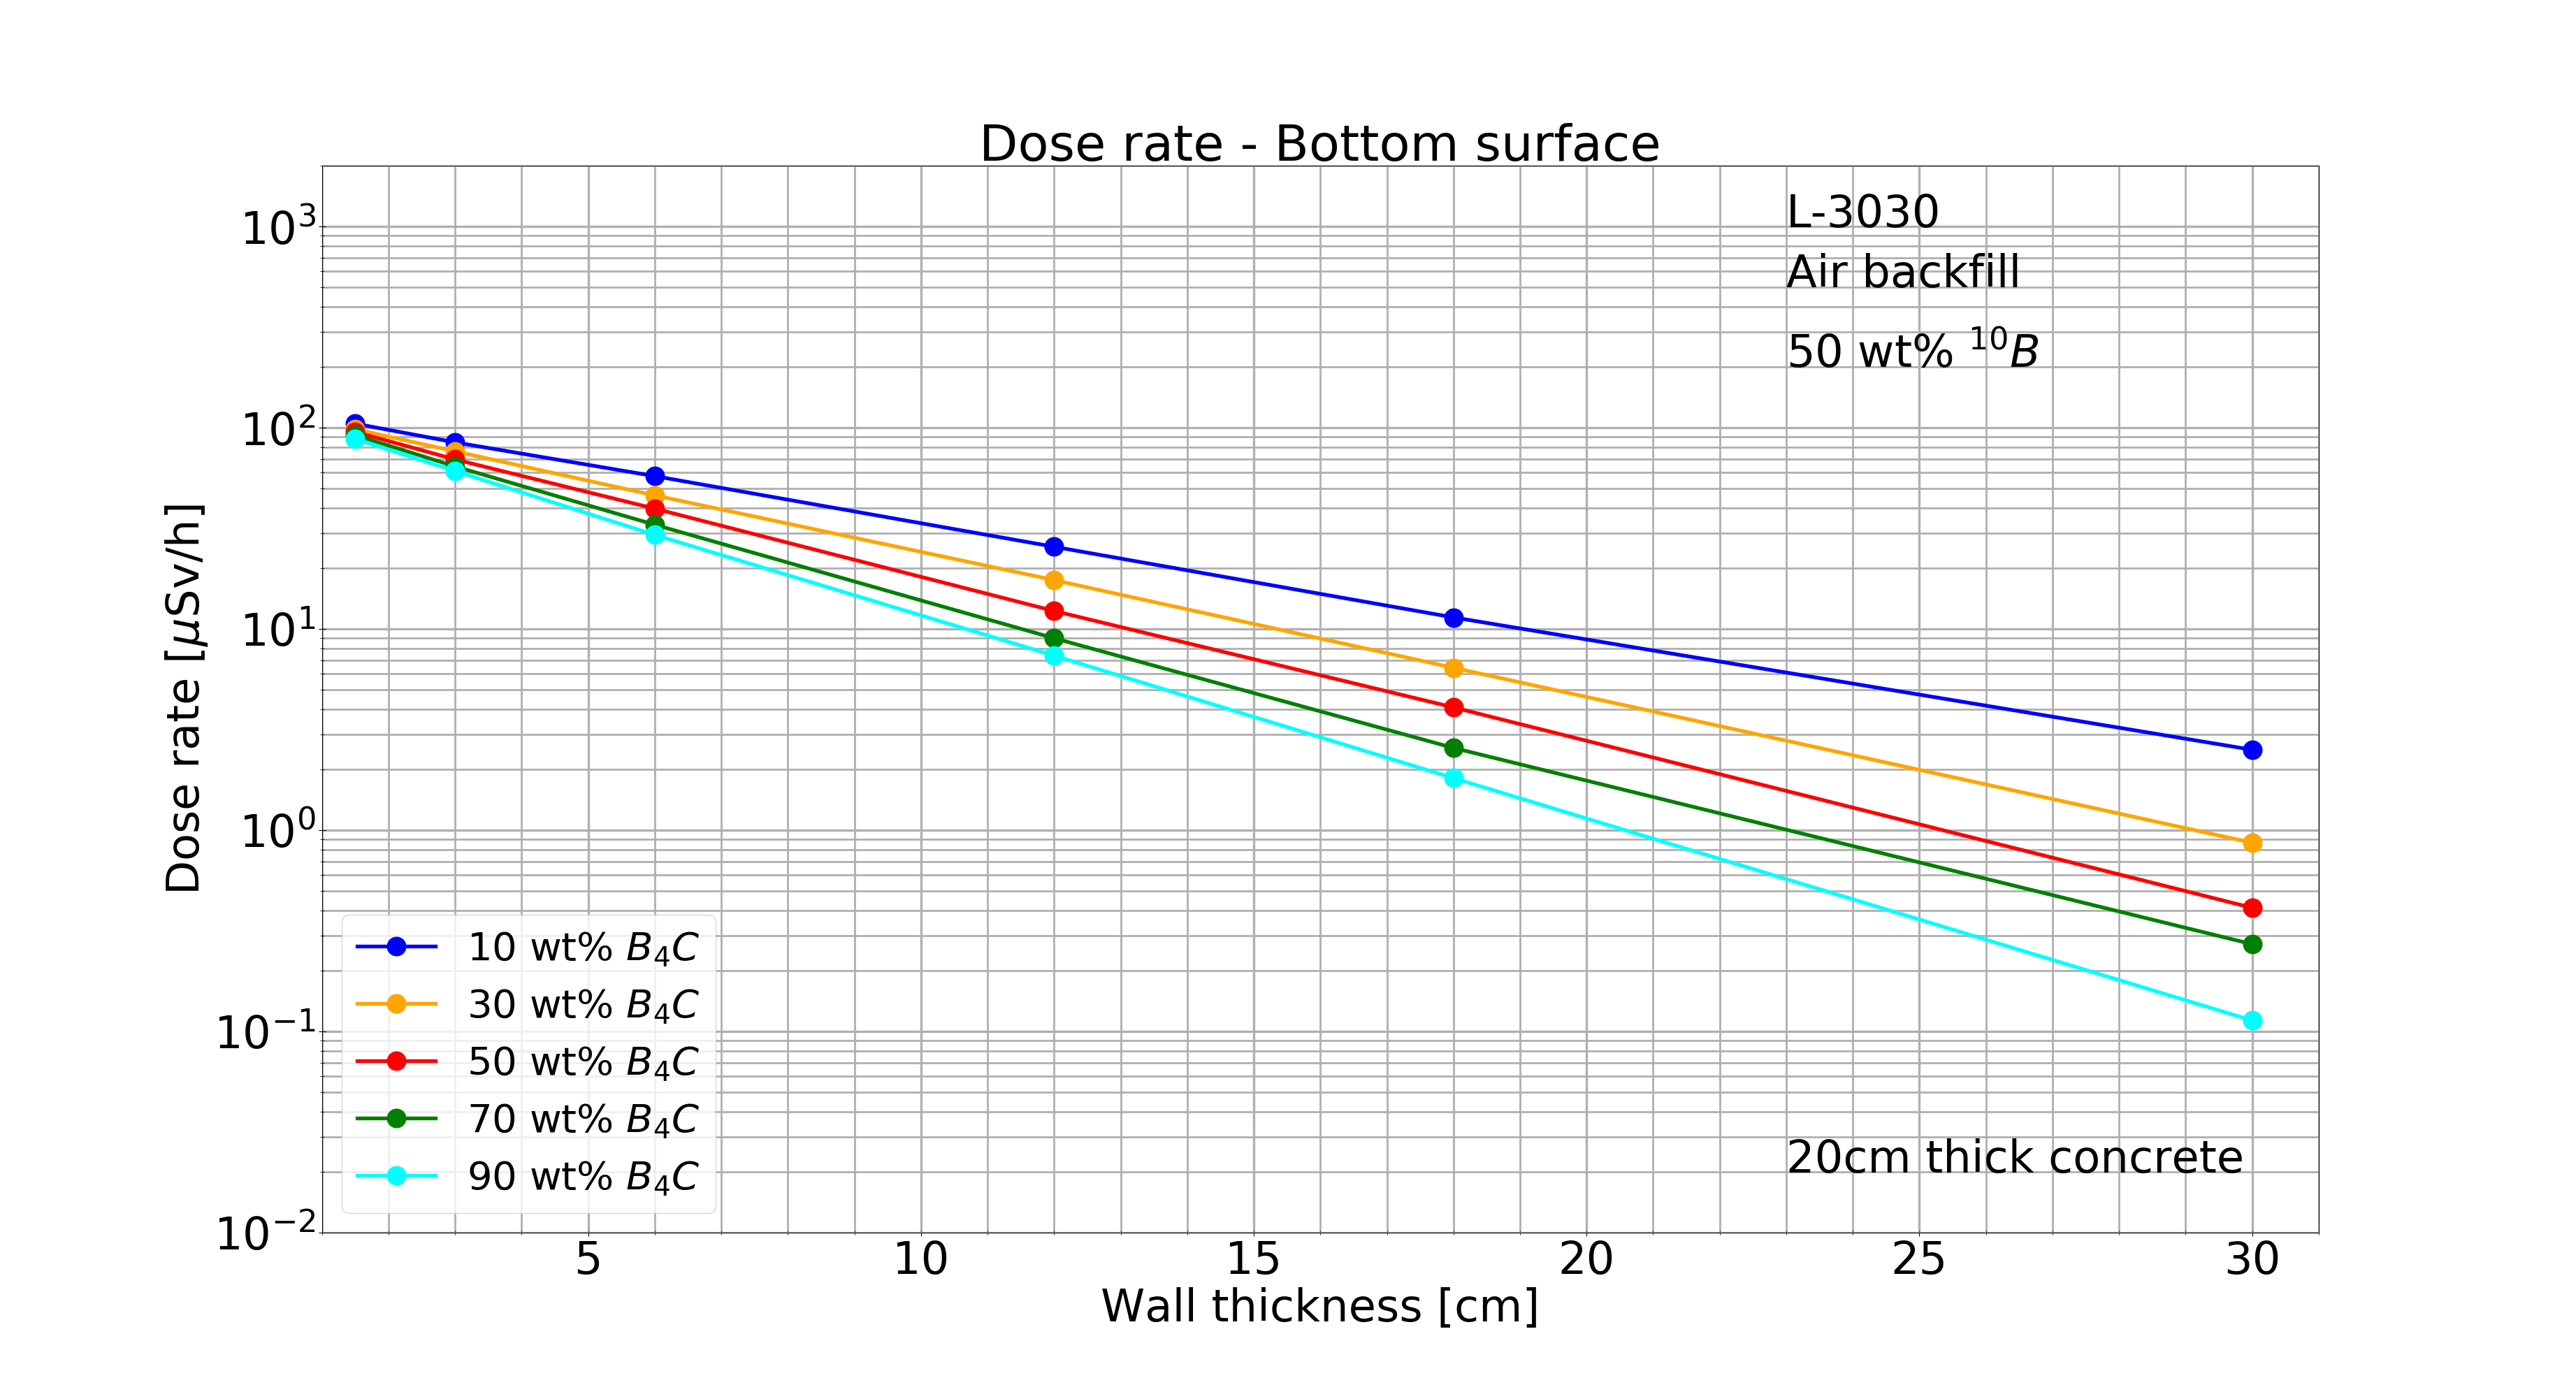 Dose rate - Bottom surface
L-3030
Air backfill
50 wt% ¹⁰B
20cm thick concrete
Dose rate [μSv/h]
10³
10²
10¹
10⁰
10⁻¹
10⁻²
10 wt% B₄C
30 wt% B₄C
50 wt% B₄C
70 wt% B₄C
90 wt% B₄C
5 10 15 20 25 30
Wall thickness [cm]